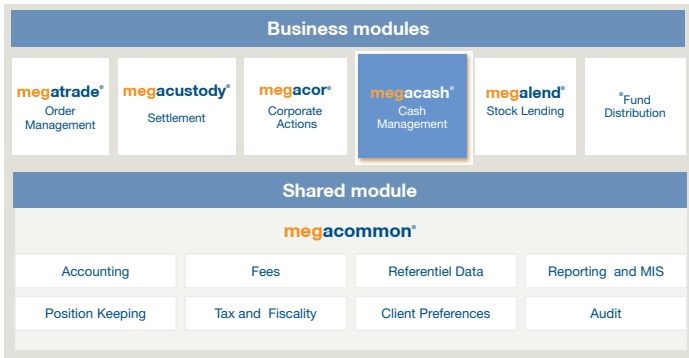 Business modules
megatrade®
Order
Management
megacustody®
Settlement
megacor®
Corporate
Actions
megacash®
Cash
Management
megalend®
Stock Lending
®Fund
Distribution
Shared module
megacommon®
Accounting
Fees
Referentiel Data
Reporting and MIS
Position Keeping
Tax and Fiscality
Client Preferences
Audit